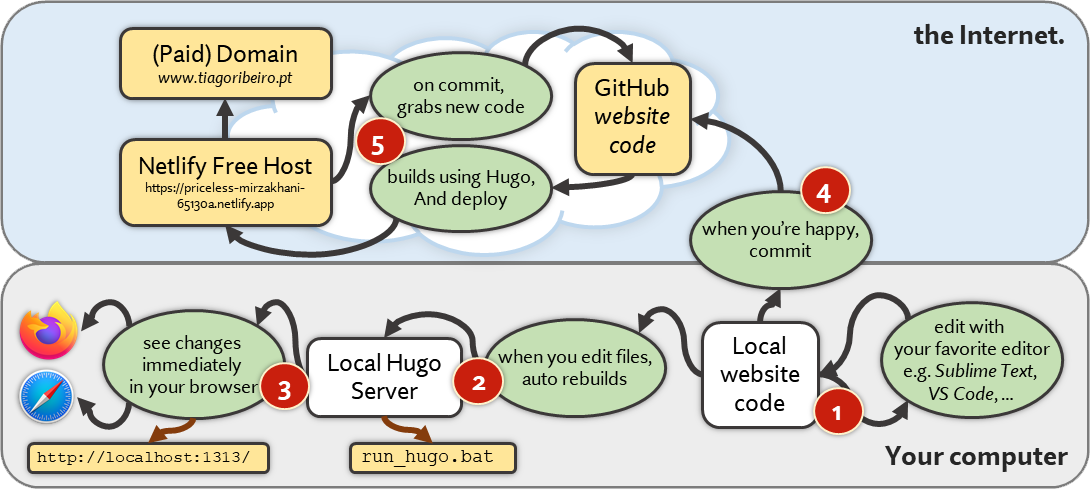 the Internet.
(Paid) Domain
www.tiagoribeiro.pt
on commit,
grabs new code
GitHub
website
code
5
Netlify Free Host
https://priceless-mirzakhani-
65130a.netlify.app
builds using Hugo,
And deploy
4
when you're happy,
commit
see changes
immediately
in your browser
3
Local Hugo
Server
2
when you edit files,
auto rebuilds
Local
website
code
1
edit with
your favorite editor
e.g. Sublime Text,
VS Code, ...
http://localhost:1313/
run_hugo.bat
Your computer